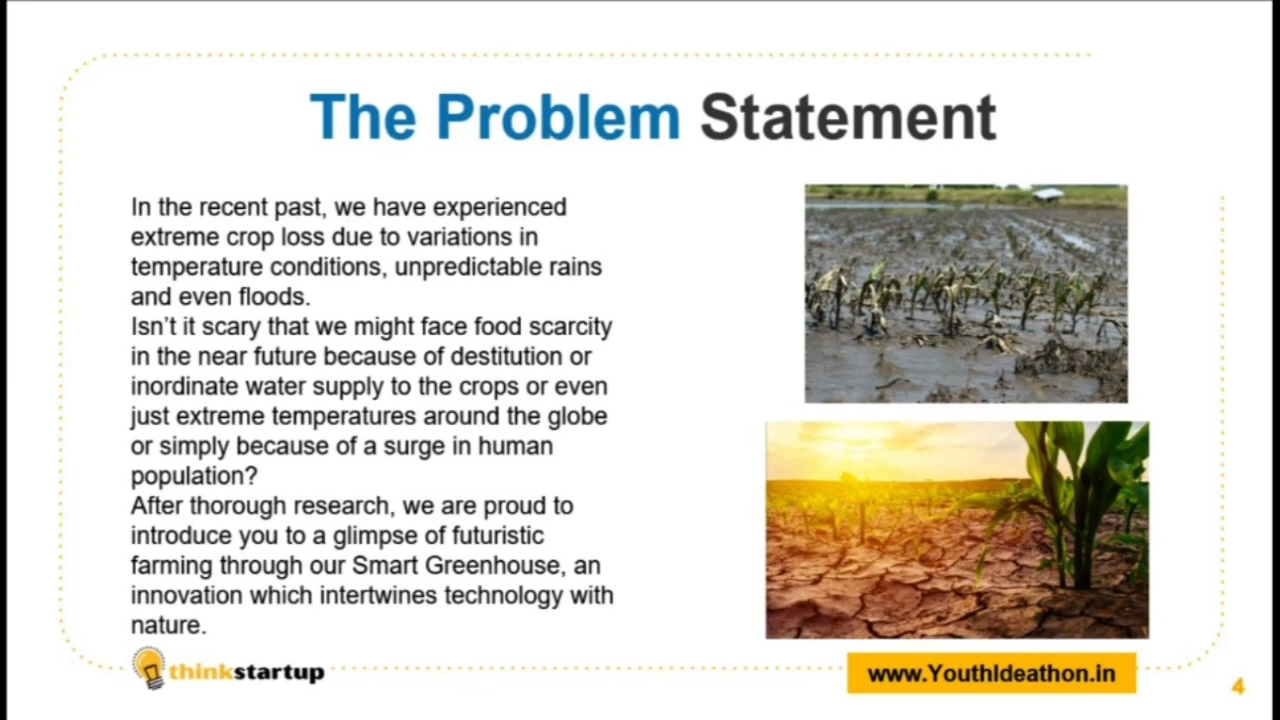 The Problem Statement
In the recent past, we have experienced
extreme crop loss due to variations in
temperature conditions, unpredictable rains
and even floods.
Isn't it scary that we might face food scarcity
in the near future because of destitution or
inordinate water supply to the crops or even
just extreme temperatures around the globe
or simply because of a surge in human
population?
After thorough research, we are proud to
introduce you to a glimpse of futuristic
farming through our Smart Greenhouse, an
innovation which intertwines technology with
nature.
thinkstartup
www.YouthIdeathon.in
4